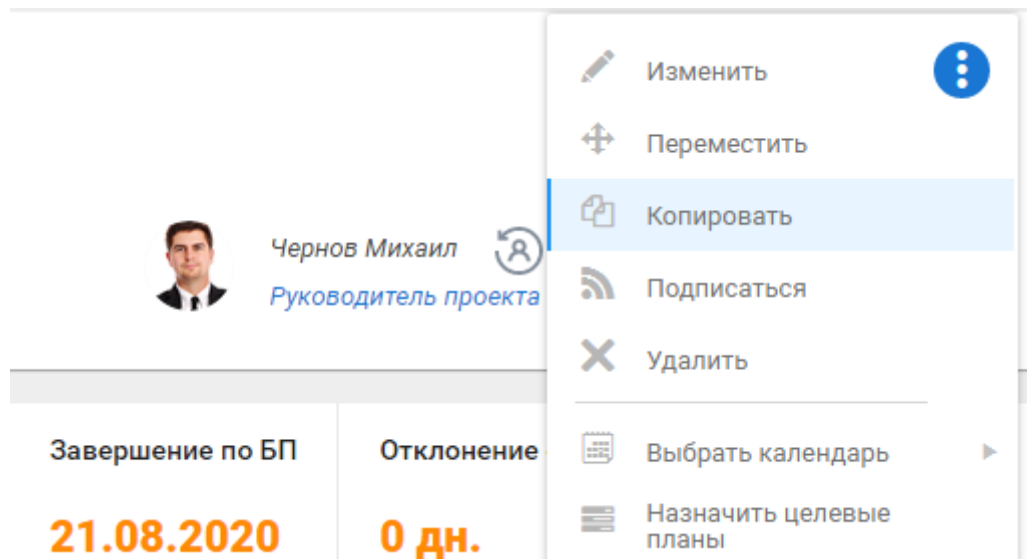 Изменить
Переместить
Копировать
Подписаться
Удалить
Выбрать календарь
Назначить целевые
планы
Чернов Михаил
Руководитель проекта
Завершение по БП
21.08.2020
Отклонение
0 дн.